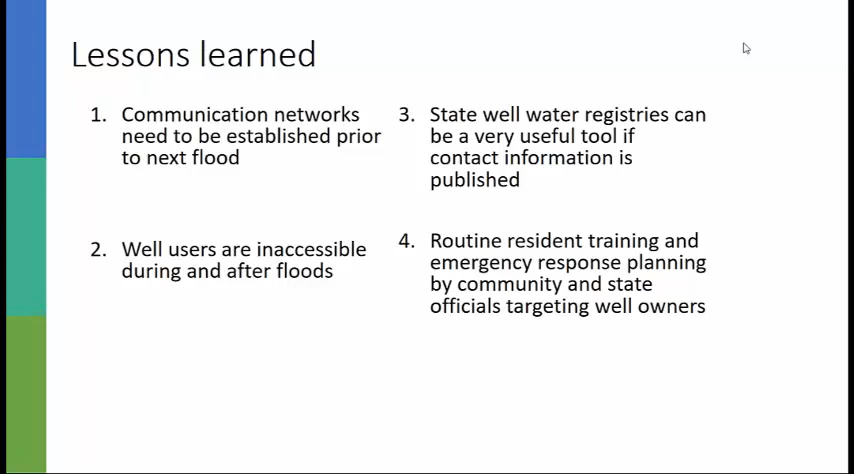 Lessons learned
1. Communication networks
need to be established prior
to next flood
2. Well users are inaccessible
during and after floods
3. State well water registries can
be a very useful tool if
contact information is
published
4. Routine resident training and
emergency response planning
by community and state
officials targeting well owners